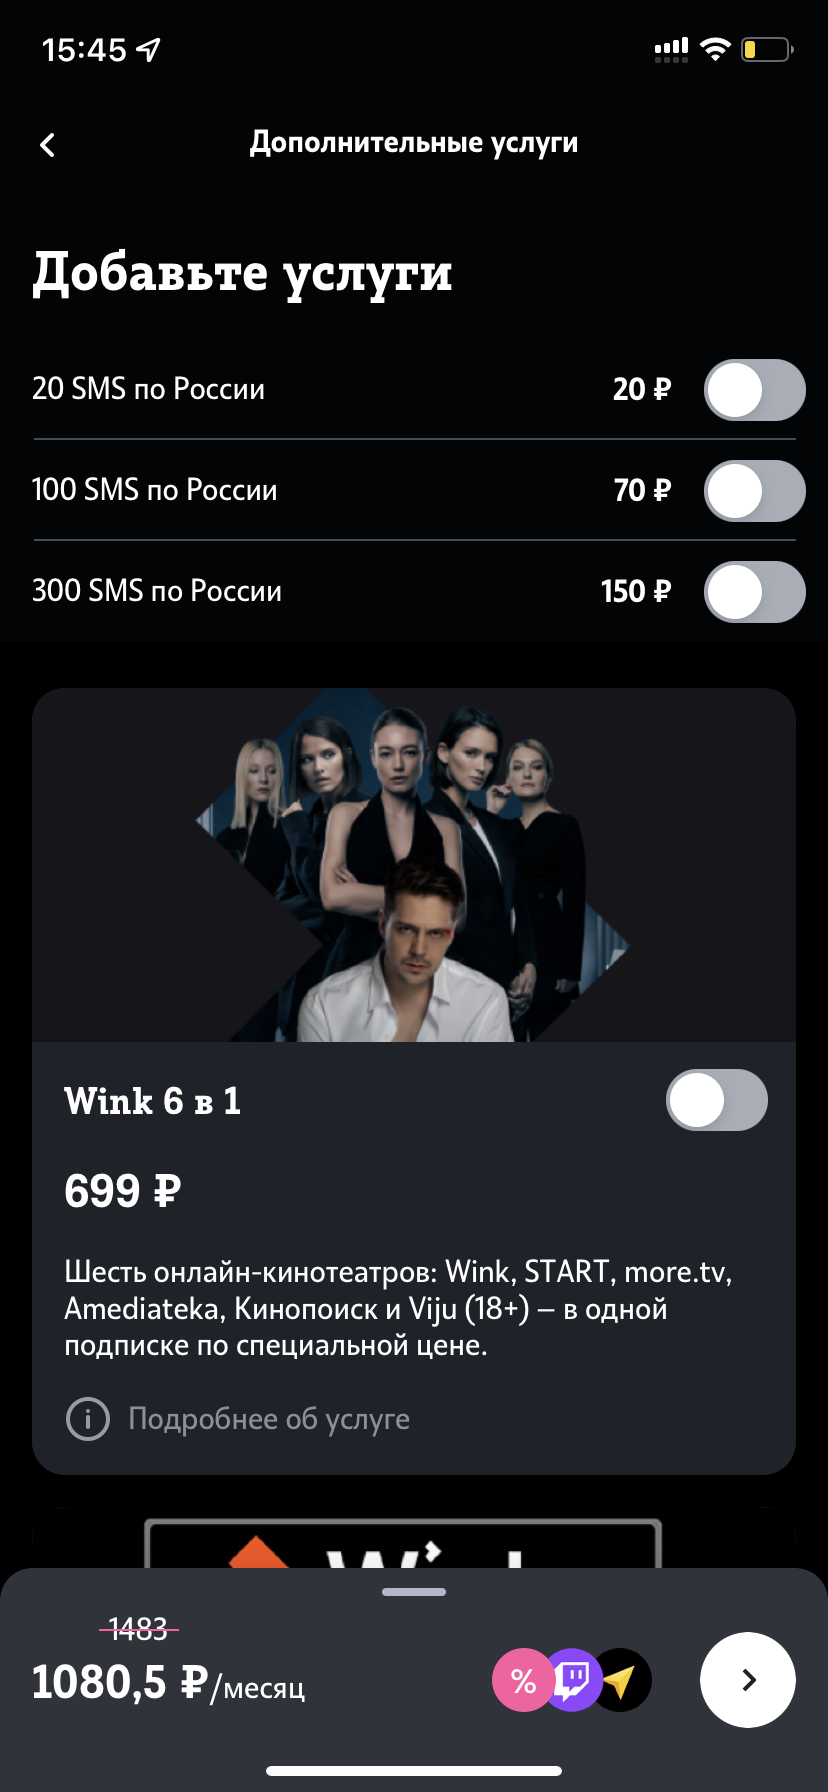 15:45
Дополнительные услуги
Добавьте услуги
20 SMS по России 20 ₽
100 SMS по России 70 ₽
300 SMS по России 150 ₽
Wink 6 в 1
699 ₽
Шесть онлайн-кинотеатров: Wink, START, more.tv,
Amediateka, Кинопоиск и Viju (18+) — в одной
подписке по специальной цене.
Подробнее об услуге
1483
1080,5 ₽/месяц
%